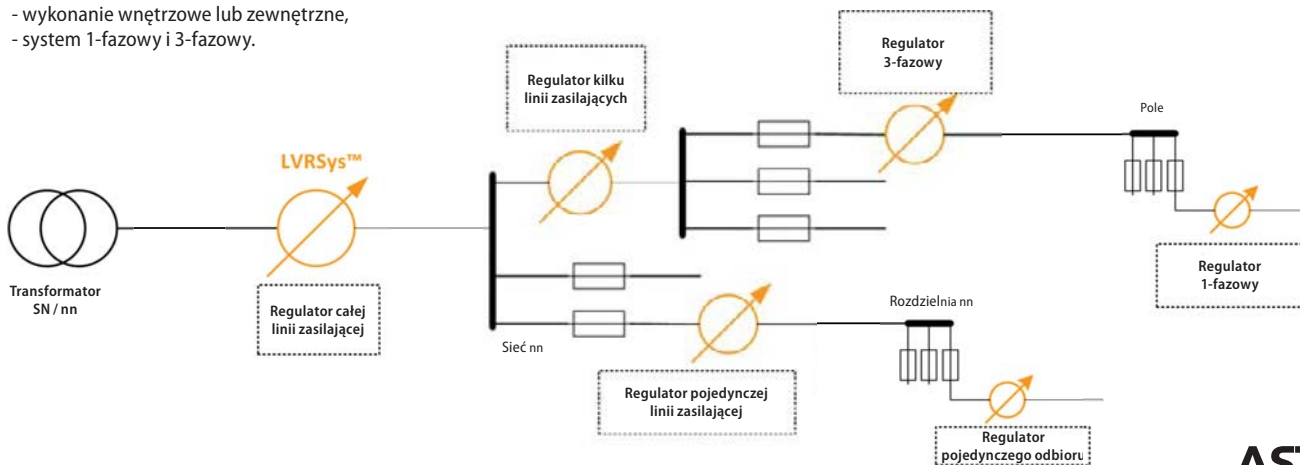 - wykonanie wnętrzowe lub zewnętrzne,
- system 1-fazowy i 3-fazowy.
Regulator
3-fazowy
Regulator kilku
linii zasilających
Pole
LVRSys™
Transformator
SN / nn
Regulator całej
linii zasilającej
Regulator
1-fazowy
Rozdzielnia nn
Sieć nn
Regulator pojedynczej
linii zasilającej
Regulator
pojedynczego odbioru